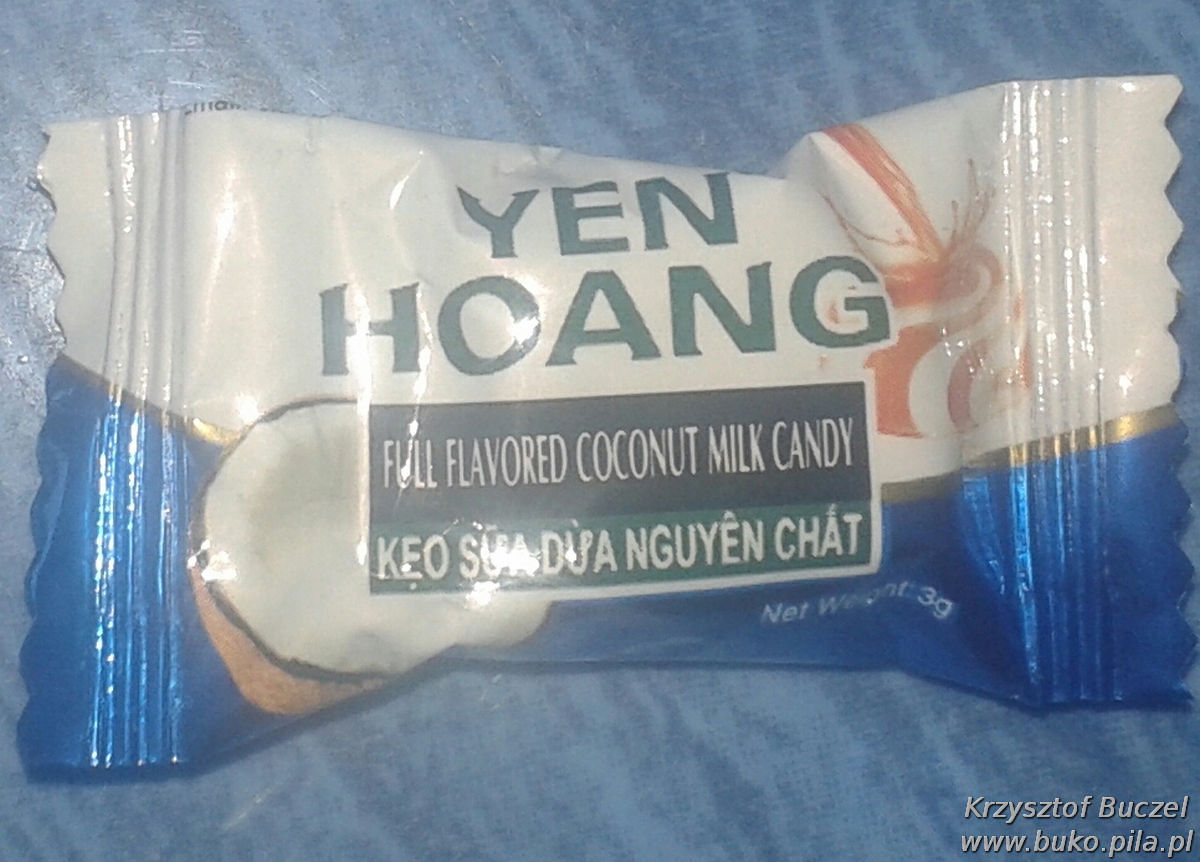 YEN
HOANG
FULL FLAVORED COCONUT MILK CANDY
KẸO SỮA DỪA NGUYÊN CHẤT
Net Weight: 3g
Krzysztof Buczel
www.buko.pila.pl